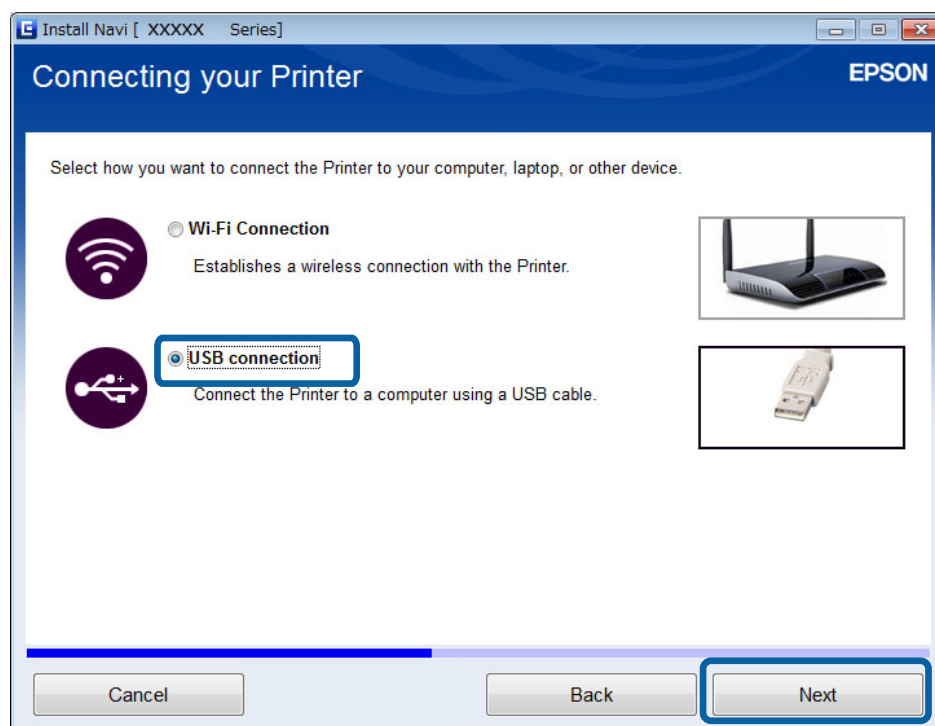 Install Navi [ XXXXX Series]
Connecting your Printer
EPSON
Select how you want to connect the Printer to your computer, laptop, or other device.
Wi-Fi Connection
Establishes a wireless connection with the Printer.
USB connection
Connect the Printer to a computer using a USB cable.
Cancel
Back
Next